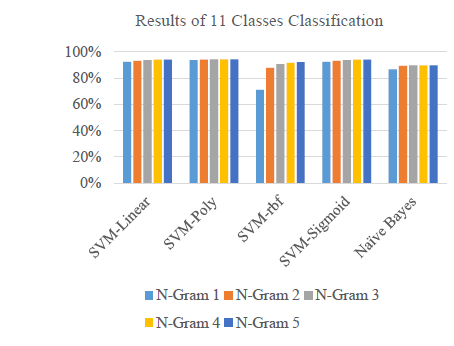 Results of 11 Classes Classification
100%
80%
60%
40%
20%
0%
SVM-Linear
SVM-Poly
SVM-rbf
SVM-Sigmoid
Naïve Bayes
N-Gram 1 N-Gram 2 N-Gram 3
N-Gram 4 N-Gram 5